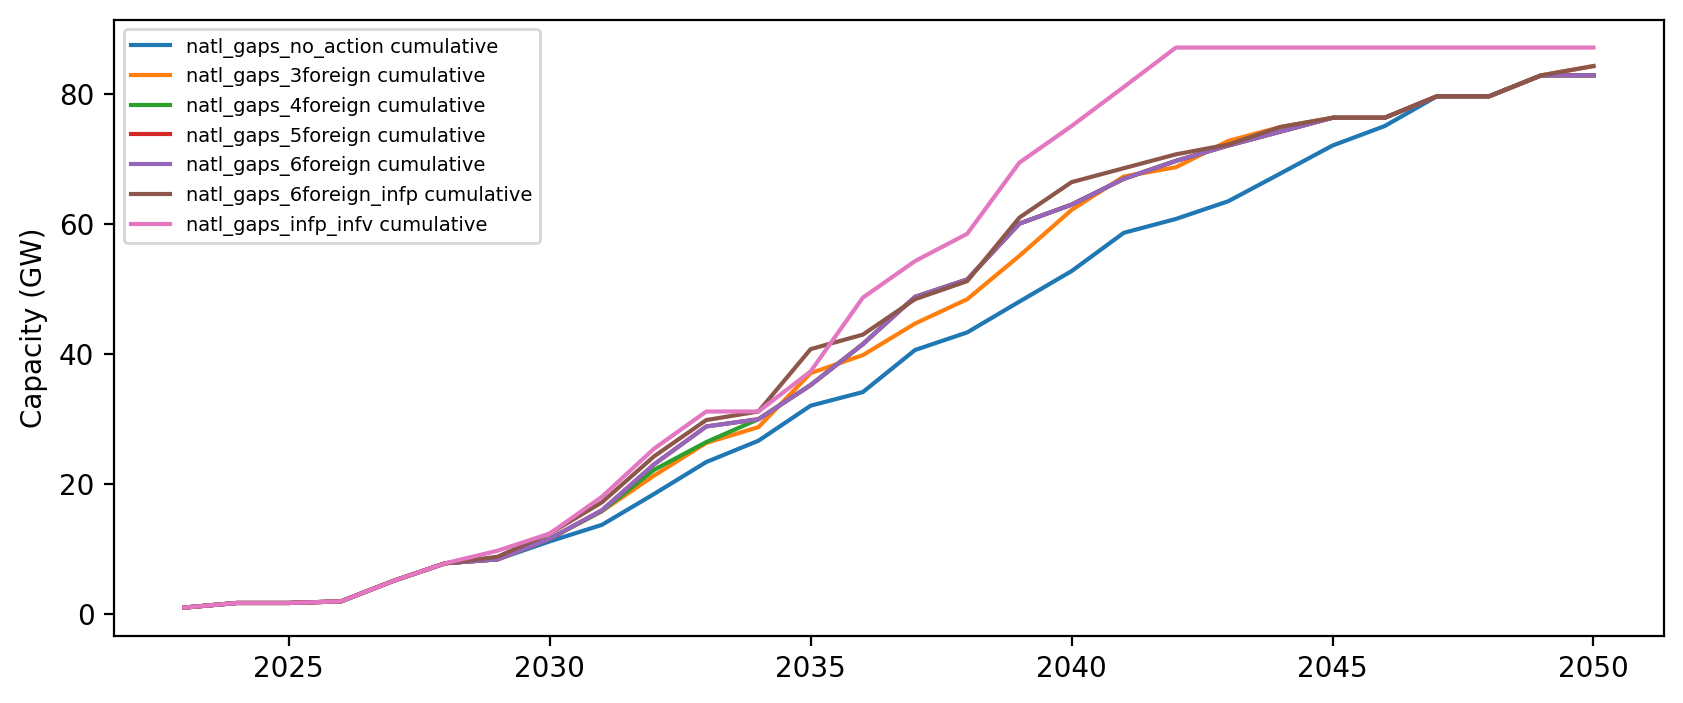 natl_gaps_no_action cumulative
natl_gaps_3foreign cumulative
natl_gaps_4foreign cumulative
natl_gaps_5foreign cumulative
natl_gaps_6foreign cumulative
natl_gaps_6foreign_infp cumulative
natl_gaps_infp_infv cumulative
Capacity (GW)
80
60
40
20
0
2025 2030 2035 2040 2045 2050